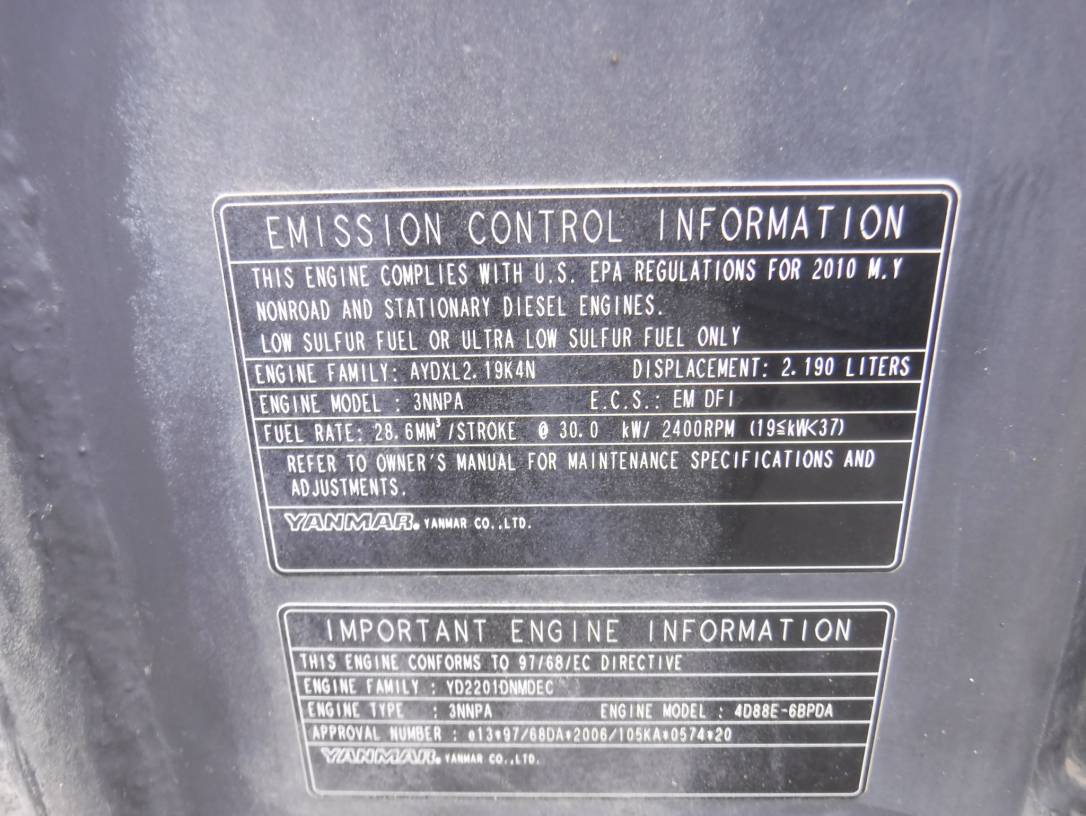 EMISSION CONTROL INFORMATION
THIS ENGINE COMPLIES WITH U.S. EPA REGULATIONS FOR 2010 M.Y
NONROAD AND STATIONARY DIESEL ENGINES.
LOW SULFUR FUEL OR ULTRA LOW SULFUR FUEL ONLY
ENGINE FAMILY: AYDXL2.19K4N DISPLACEMENT: 2.190 LITERS
ENGINE MODEL : 3NNPA E.C.S.: EM DFI
FUEL RATE: 28.6MM³/STROKE @ 30.0 kW/ 2400RPM (19≤kW<37)
REFER TO OWNER'S MANUAL FOR MAINTENANCE SPECIFICATIONS AND
ADJUSTMENTS.
YANMAR. YANMAR CO.,LTD.
IMPORTANT ENGINE INFORMATION
THIS ENGINE CONFORMS TO 97/68/EC DIRECTIVE
ENGINE FAMILY : YD2201DNMDEC
ENGINE TYPE : 3NNPA ENGINE MODEL : 4D88E-6BPDA
APPROVAL NUMBER : e13*97/68DA*2006/105KA*0574*20
YANMAR. YANMAR CO.,LTD.